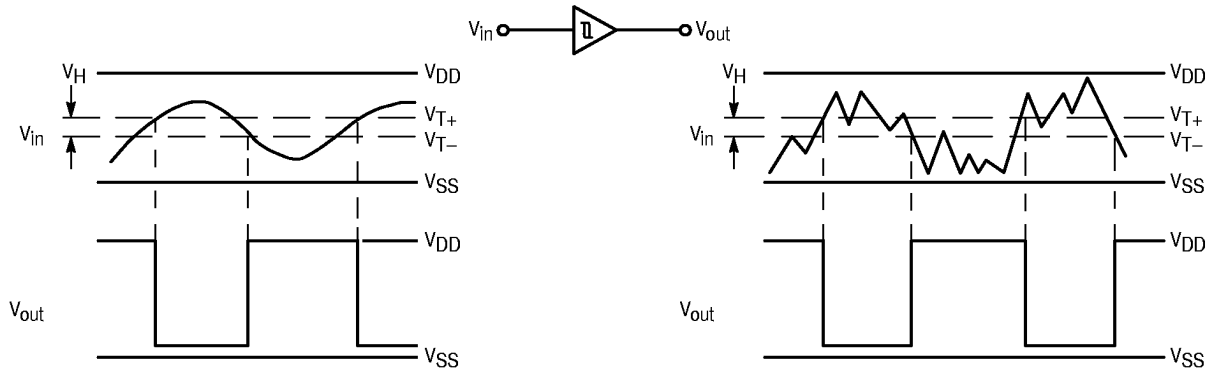 Vin Vout
VH VDD
VT+
Vin VT–
VSS
VDD
Vout
VSS
VH VDD
VT+
Vin VT–
VSS
VDD
Vout
VSS